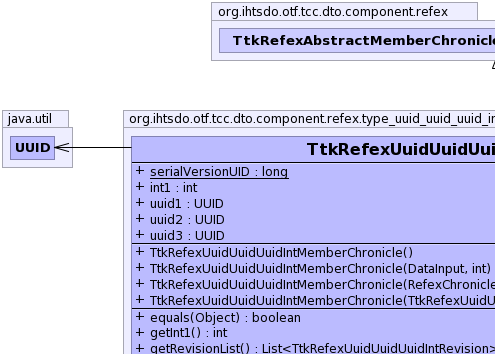 org.ihtsdo.otf.tcc.dto.component.refex
TtkRefexAbstractMemberChronicle
java.util
UUID
org.ihtsdo.otf.tcc.dto.component.refex.type_uuid_uuid_uuid_in
TtkRefexUuidUuidUui
+ serialVersionUID : long
+ int1 : int
+ uuid1 : UUID
+ uuid2 : UUID
+ uuid3 : UUID
+ TtkRefexUuidUuidUuidIntMemberChronicle()
+ TtkRefexUuidUuidUuidIntMemberChronicle(DataInput, int)
+ TtkRefexUuidUuidUuidIntMemberChronicle(RefexChronicle
+ TtkRefexUuidUuidUuidIntMemberChronicle(TtkRefexUuidU
+ equals(Object) : boolean
+ getInt1() : int
+ getRevisionList() : List<TtkRefexUuidUuidUuidIntRevision>